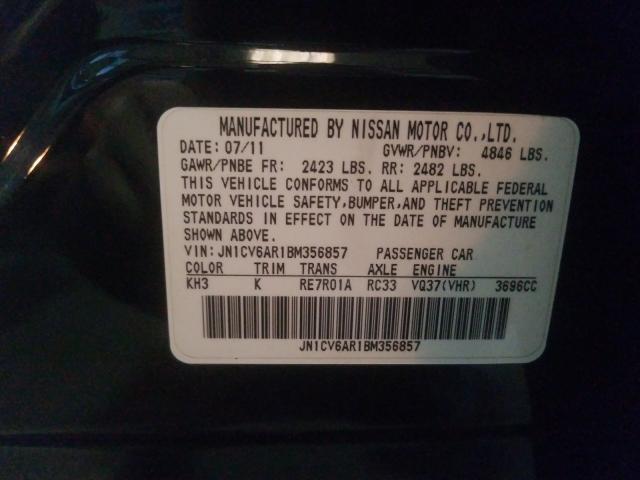 MANUFACTURED BY NISSAN MOTOR CO.,LTD.
DATE: 07/11 GVWR/PNBV: 4846 LBS.
GAWR/PNBE FR: 2423 LBS. RR: 2482 LBS.
THIS VEHICLE CONFORMS TO ALL APPLICABLE FEDERAL
MOTOR VEHICLE SAFETY,BUMPER,AND THEFT PREVENTION
STANDARDS IN EFFECT ON THE DATE OF MANUFACTURE
SHOWN ABOVE.
VIN:JN1CV6AR1BM356857 PASSENGER CAR
COLOR TRIM TRANS AXLE ENGINE
KH3 K RE7R01A RC33 VQ37(VHR) 3696CC
JN1CV6AR1BM356857